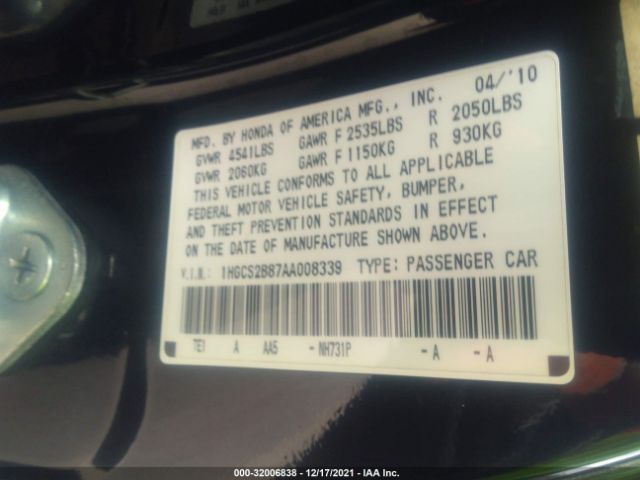 MFD. BY HONDA OF AMERICA MFG., INC. 04/'10
GVWR 4541LBS GAWR F 2535LBS R 2050LBS
GVWR 2060KG GAWR F 1150KG R 930KG
THIS VEHICLE CONFORMS TO ALL APPLICABLE
FEDERAL MOTOR VEHICLE SAFETY, BUMPER,
AND THEFT PREVENTION STANDARDS IN EFFECT
ON THE DATE OF MANUFACTURE SHOWN ABOVE.
V.I.N.: 1HGCS2B87AA008339 TYPE: PASSENGER CAR
TE1 A AA5 - NH731P - A - A
000-32006838 - 12/17/2021 - IAA Inc.